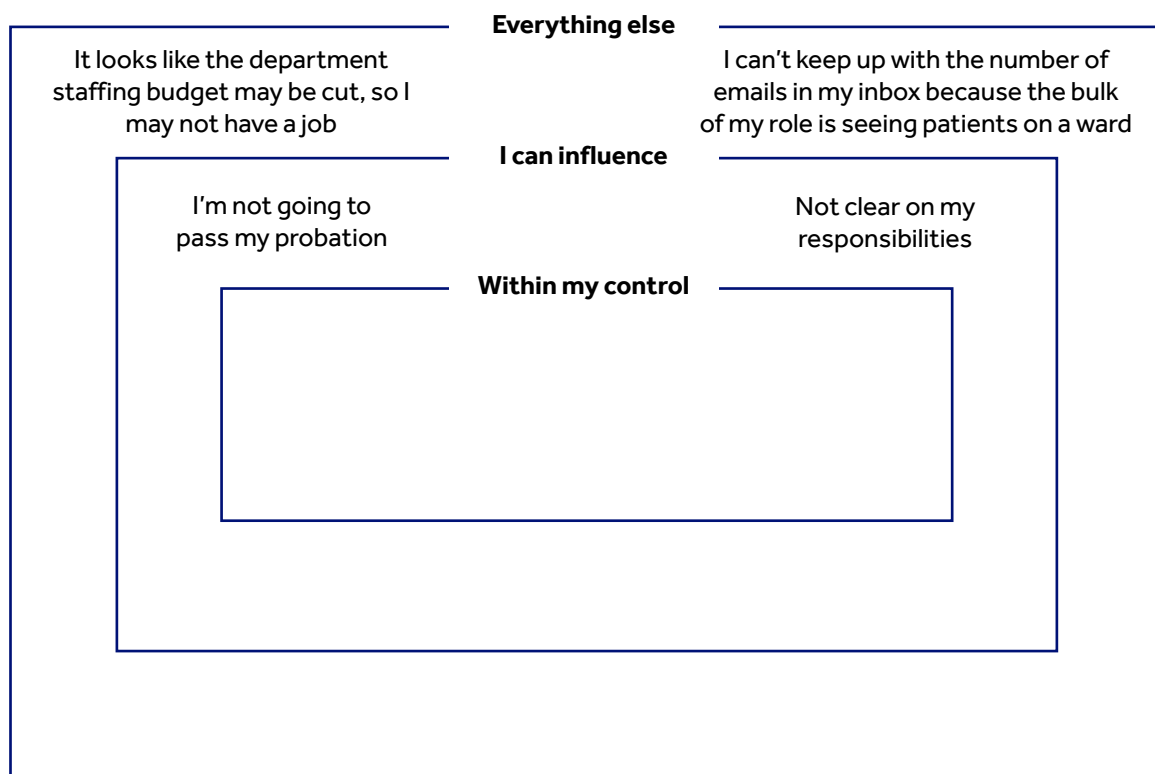 Everything else
It looks like the department
staffing budget may be cut, so I
may not have a job
I can't keep up with the number of
emails in my inbox because the bulk
of my role is seeing patients on a ward
I can influence
I'm not going to
pass my probation
Not clear on my
responsibilities
Within my control